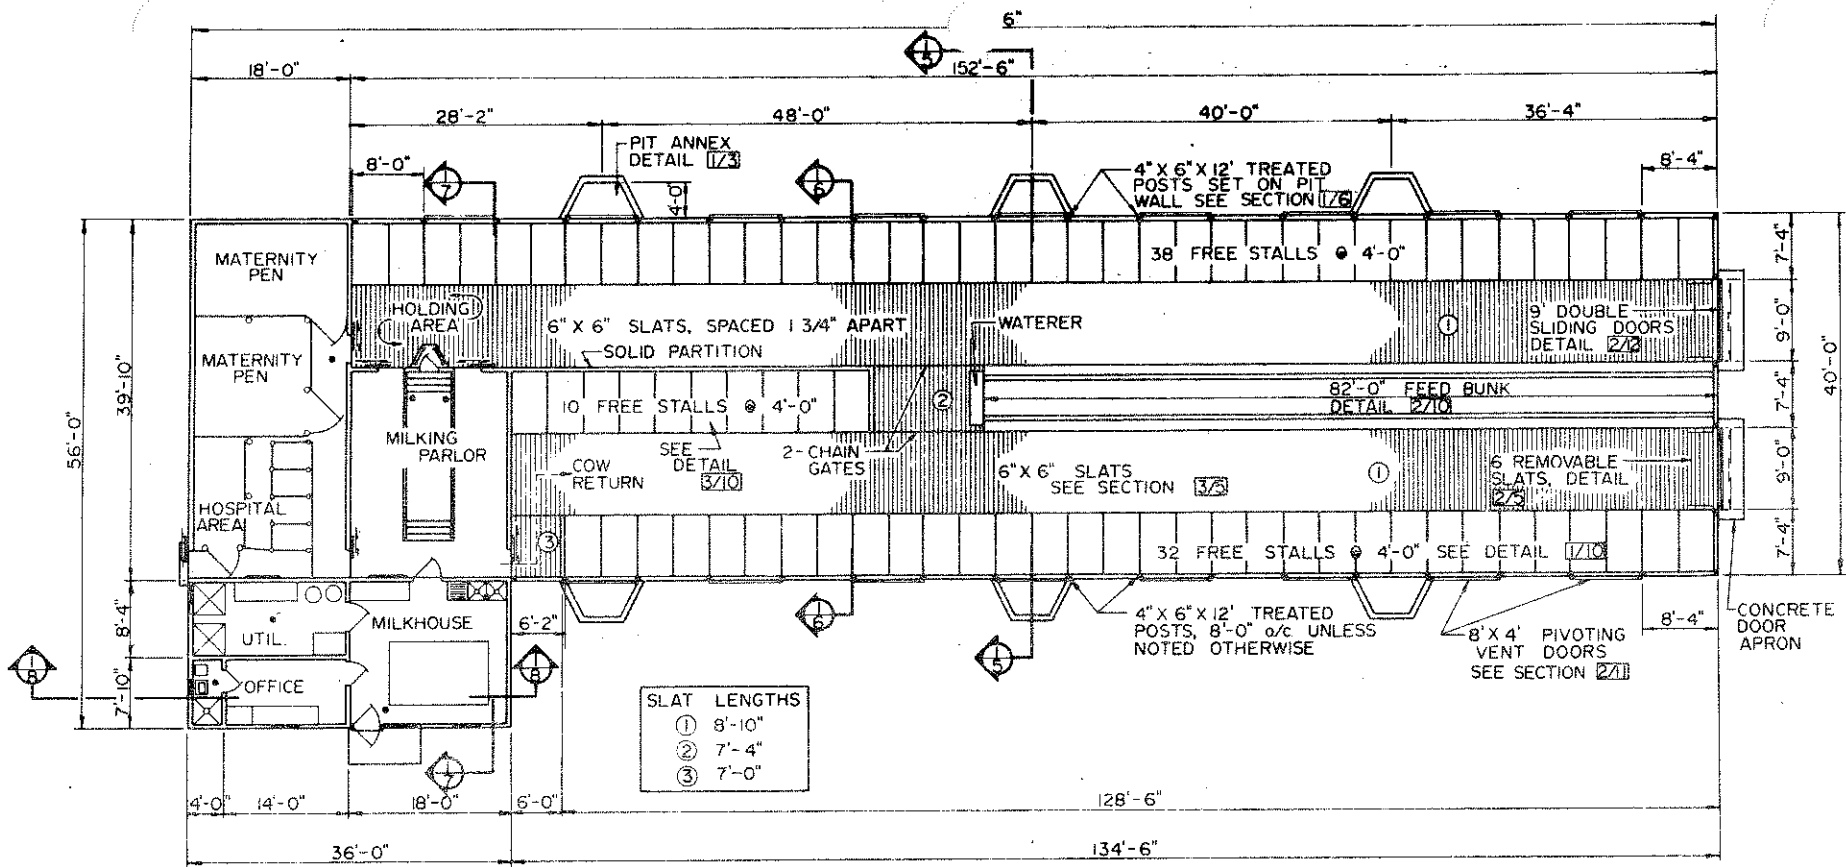 6"
1
5
152'-6"
18'-0"
28'-2"
48'-0"
40'-0"
36'-4"
PIT ANNEX
DETAIL 1/3
8'-0"
1
7
1
6
4'-0"
4" X 6" X 12' TREATED
POSTS SET ON PIT
WALL SEE SECTION 1/6
8'-4"
MATERNITY
PEN
38 FREE STALLS @ 4'-0"
7'-4"
HOLDING
AREA
6" X 6" SLATS, SPACED 1 3/4" APART
WATERER
1
9' DOUBLE
SLIDING DOORS
DETAIL 2/12
9'-0"
40'-0"
39'-10"
56'-0"
MATERNITY
PEN
SOLID PARTITION
10 FREE STALLS @ 4'-0"
2
82'-0" FEED BUNK
DETAIL 2/10
7'-4"
MILKING
PARLOR
COW
RETURN
SEE
DETAIL
3/10
2-CHAIN
GATES
6" X 6" SLATS
SEE SECTION 3/5
1
6 REMOVABLE
SLATS, DETAIL
2/5
9'-0"
HOSPITAL
AREA
3
32 FREE STALLS @ 4'-0" SEE DETAIL 1/10
7'-4"
8'-4"
UTIL.
MILKHOUSE
6'-2"
1
6
1
5
4" X 6" X 12' TREATED
POSTS, 8'-0" o/c UNLESS
NOTED OTHERWISE
8' X 4' PIVOTING
VENT DOORS
SEE SECTION 2/11
8'-4"
CONCRETE
DOOR
APRON
1
8
7'-10"
OFFICE
1
8
SLAT LENGTHS
1 8'-10"
2 7'-4"
3 7'-0"
1
7
4'-0"
14'-0"
18'-0"
6'-0"
128'-6"
36'-0"
134'-6"